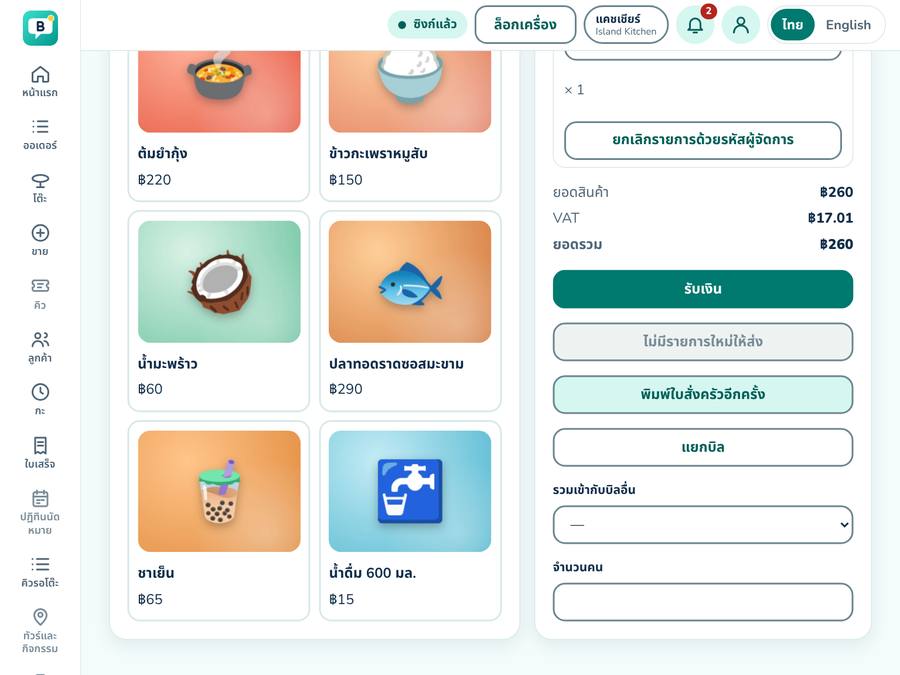 B
ซิงก์แล้ว
ล็อกเครื่อง
แคชเชียร์
Island Kitchen
2
ไทย
English
หน้าแรก
ออเดอร์
โต๊ะ
ขาย
คิว
ลูกค้า
กะ
ใบเสร็จ
ปฏิทินนัด
หมาย
คิวรอโต๊ะ
ทัวร์และ
กิจกรรม
ต้มยำกุ้ง
฿220
ข้าวกะเพราหมูสับ
฿150
น้ำมะพร้าว
฿60
ปลาทอดราดซอสมะขาม
฿290
ชาเย็น
฿65
น้ำดื่ม 600 มล.
฿15
× 1
ยกเลิกรายการด้วยรหัสผู้จัดการ
ยอดสินค้า ฿260
VAT ฿17.01
ยอดรวม ฿260
รับเงิน
ไม่มีรายการใหม่ให้ส่ง
พิมพ์ใบสั่งครัวอีกครั้ง
แยกบิล
รวมเข้ากับบิลอื่น
—
จำนวนคน